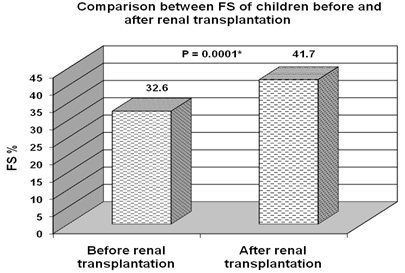 Comparison between FS of children before and
after renal transplantation
P = 0.0001*
41.7
32.6
45
40
35
30
25
20
15
10
5
0
FS %
Before renal
transplantation
After renal
transplantation